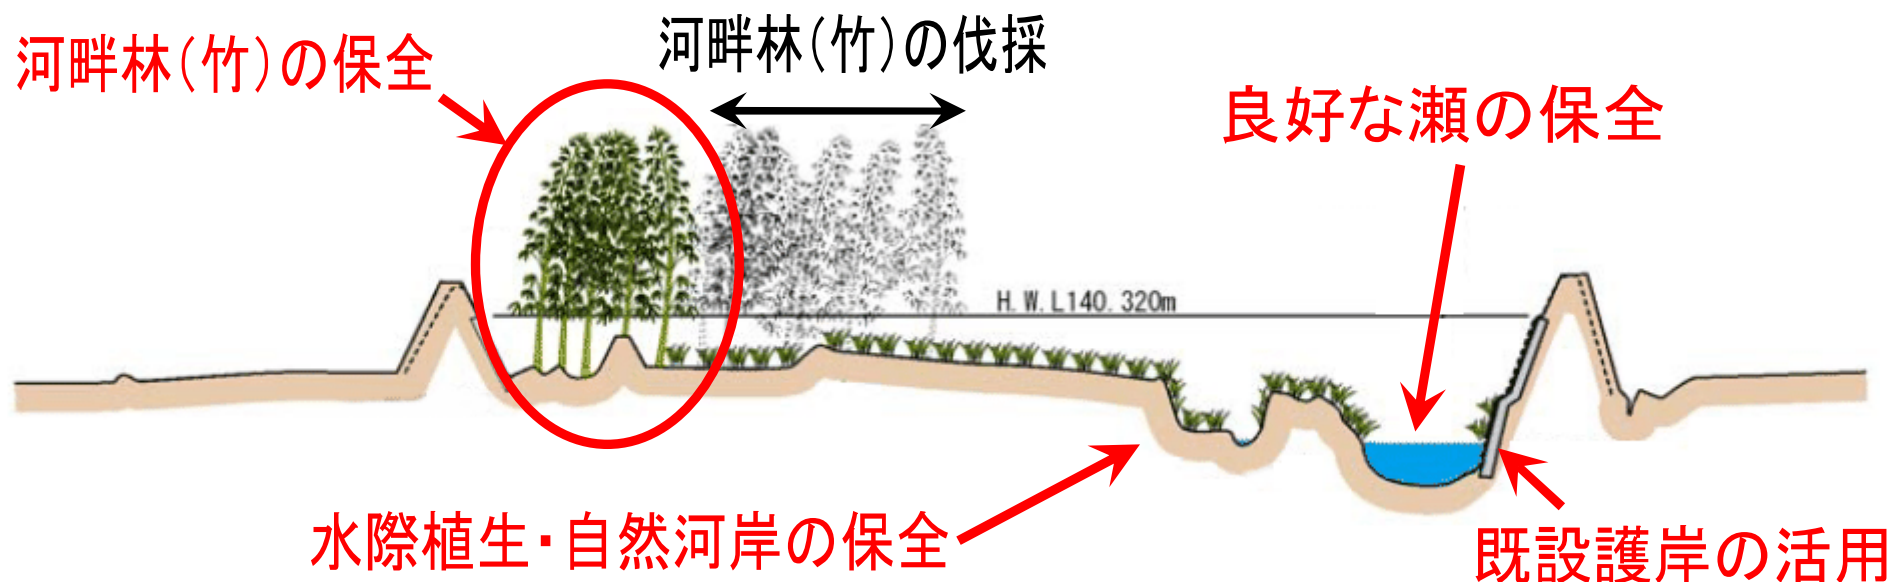 河畔林(竹)の保全
河畔林(竹)の伐採
良好な瀬の保全
H.W.L140.320m
水際植生・自然河岸の保全
既設護岸の活用